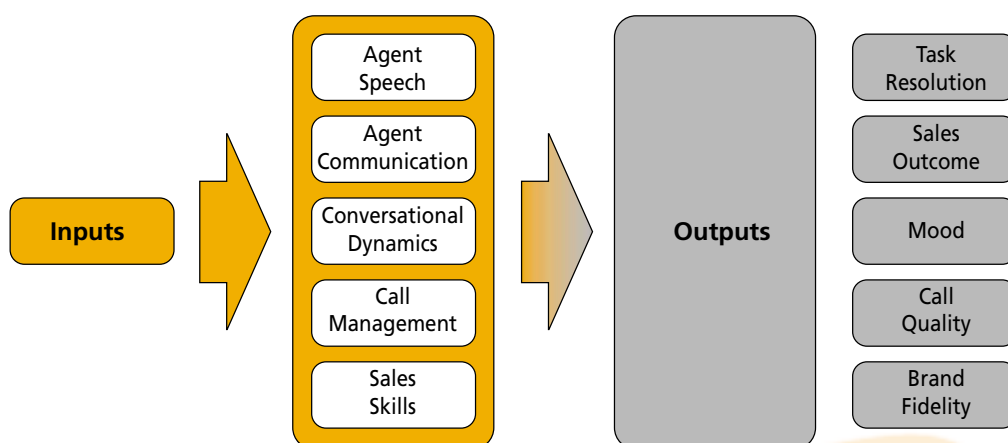 Inputs
Agent
Speech
Agent
Communication
Conversational
Dynamics
Call
Management
Sales
Skills
Outputs
Task
Resolution
Sales
Outcome
Mood
Call
Quality
Brand
Fidelity